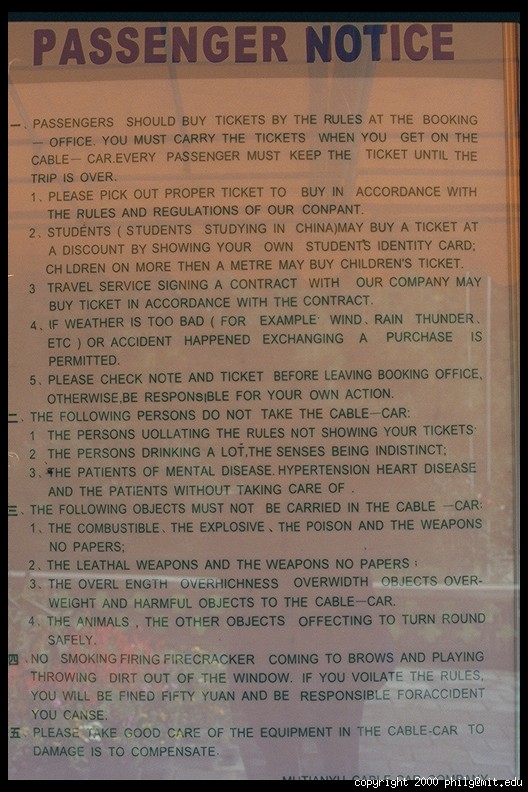 PASSENGER NOTICE
一、PASSENGERS SHOULD BUY TICKETS BY THE RULES AT THE BOOKING
— OFFICE. YOU MUST CARRY THE TICKETS WHEN YOU GET ON THE
CABLE— CAR.EVERY PASSENGER MUST KEEP THE TICKET UNTIL THE
TRIP IS OVER.
1. PLEASE PICK OUT PROPER TICKET TO BUY IN ACCORDANCE WITH
THE RULES AND REGULATIONS OF OUR CONPANT.
2. STUDENTS ( STUDENTS STUDYING IN CHINA)MAY BUY A TICKET AT
A DISCOUNT BY SHOWING YOUR OWN STUDENTS IDENTITY CARD;
CH LDREN ON MORE THEN A METRE MAY BUY CHILDREN'S TICKET.
3 TRAVEL SERVICE SIGNING A CONTRACT WITH OUR COMPANY MAY
BUY TICKET IN ACCORDANCE WITH THE CONTRACT.
4. IF WEATHER IS TOO BAD ( FOR EXAMPLE WIND、RAIN THUNDER、
ETC ) OR ACCIDENT HAPPENED EXCHANGING A PURCHASE IS
PERMITTED.
5. PLEASE CHECK NOTE AND TICKET BEFORE LEAVING BOOKING OFFICE,
OTHERWISE,BE RESPONSIBLE FOR YOUR OWN ACTION.
二、THE FOLLOWING PERSONS DO NOT TAKE THE CABLE—CAR:
1 THE PERSONS UOLLATING THE RULES NOT SHOWING YOUR TICKETS
2 THE PERSONS DRINKING A LOT,THE SENSES BEING INDISTINCT;
3. THE PATIENTS OF MENTAL DISEASE. HYPERTENSION HEART DISEASE
AND THE PATIENTS WITHOUT TAKING CARE OF .
三、THE FOLLOWING OBJECTS MUST NOT BE CARRIED IN THE CABLE —CAR:
1、THE COMBUSTIBLE、THE EXPLOSIVE、THE POISON AND THE WEAPONS
NO PAPERS;
2、THE LEATHAL WEAPONS AND THE WEAPONS NO PAPERS ;
3、THE OVERL ENGTH OVERHICHNESS OVERWIDTH OBJECTS OVER-
WEIGHT AND HARMFUL OBJECTS TO THE CABLE—CAR.
4、THE ANIMALS , THE OTHER OBJECTS OFFECTING TO TURN ROUND
SAFELY.
四、NO SMOKING FIRING FIRECRACKER COMING TO BROWS AND PLAYING
THROWING DIRT OUT OF THE WINDOW. IF YOU VOILATE THE RULES,
YOU WILL BE FINED FIFTY YUAN AND BE RESPONSIBLE FORACCIDENT
YOU CANSE.
五、PLEASE TAKE GOOD CARE OF THE EQUIPMENT IN THE CABLE-CAR TO
DAMAGE IS TO COMPENSATE.
MUTIANYU CABLE
copyright 2000 philg@mit.edu